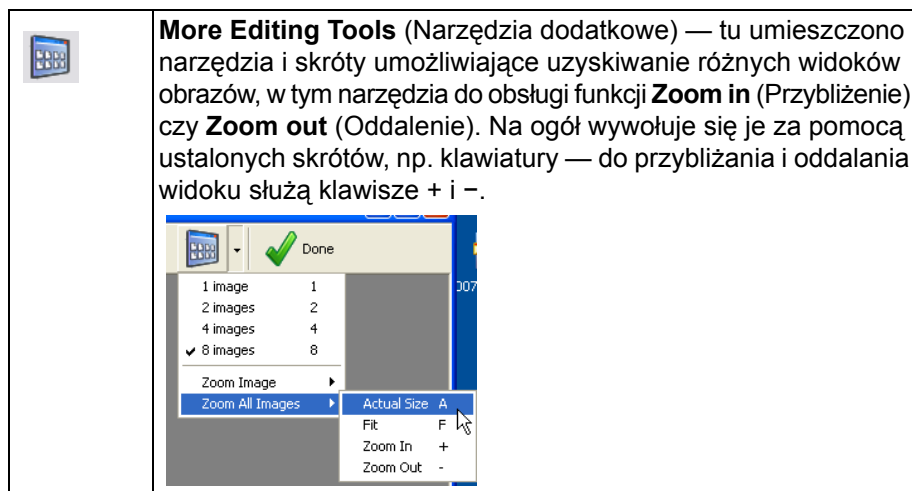 More Editing Tools (Narzędzia dodatkowe) — tu umieszczono
narzędzia i skróty umożliwiające uzyskiwanie różnych widoków
obrazów, w tym narzędzia do obsługi funkcji Zoom in (Przybliżenie)
czy Zoom out (Oddalenie). Na ogół wywołuje się je za pomocą
ustalonych skrótów, np. klawiatury — do przybliżania i oddalania
widoku służą klawisze + i −.
Done
1 image 1
007
2 images 2
4 images 4
✔ 8 images 8
Zoom Image
Zoom All Images
Actual Size A
Fit F
Zoom In +
Zoom Out -